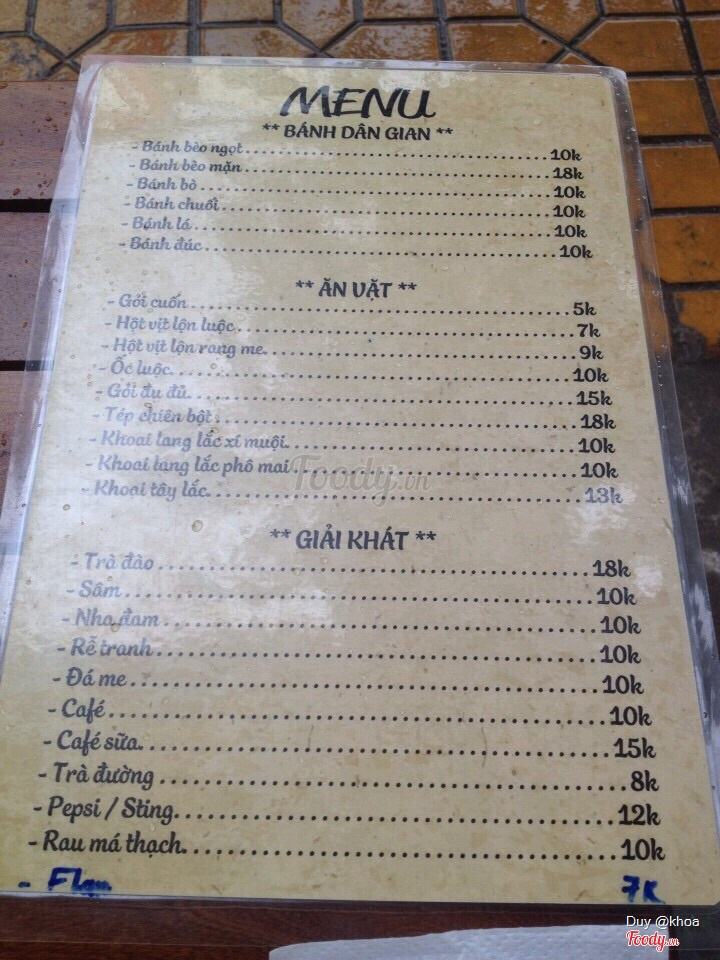 MENU
** BÁNH DÂN GIAN **
- Bánh bèo ngọt 10k
- Bánh bèo mặn 18k
- Bánh bò 10k
- Bánh chuối 10k
- Bánh lá 10k
- Bánh đúc 10k
** ĂN VẶT **
- Gỏi cuốn 5k
- Hột vịt lộn luộc 7k
- Hột vịt lộn rang me 9k
- Ốc luộc 10k
- Gỏi đu đủ 15k
- Tép chiên bột 18k
- Khoai lang lắc xí muội 10k
- Khoai lang lắc phô mai 10k
- Khoai tây lắc 13k
Foody.vn
** GIẢI KHÁT **
- Trà đào 18k
- Sâm 10k
- Nha đam 10k
- Rễ tranh 10k
- Đá me 10k
- Café 10k
- Café sữa 15k
- Trà đường 8k
- Pepsi / Sting 12k
- Rau má thạch 10k
- Flan 7K
Duy @khoa
Foody.vn